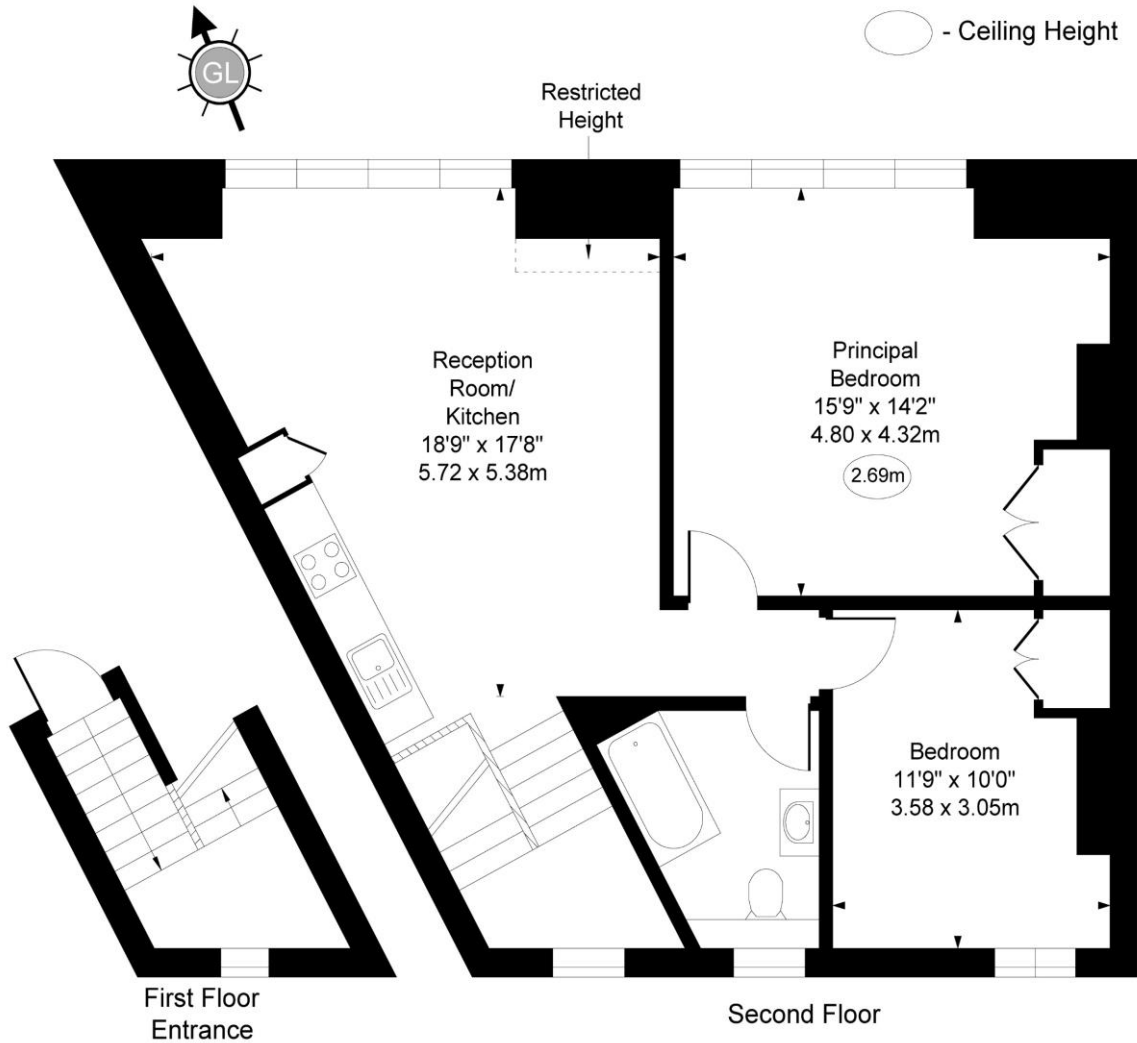 GL
- Ceiling Height
Restricted
Height
Reception
Room/
Kitchen
18'9" x 17'8"
5.72 x 5.38m
Principal
Bedroom
15'9" x 14'2"
4.80 x 4.32m
2.69m
Bedroom
11'9" x 10'0"
3.58 x 3.05m
First Floor
Entrance
Second Floor